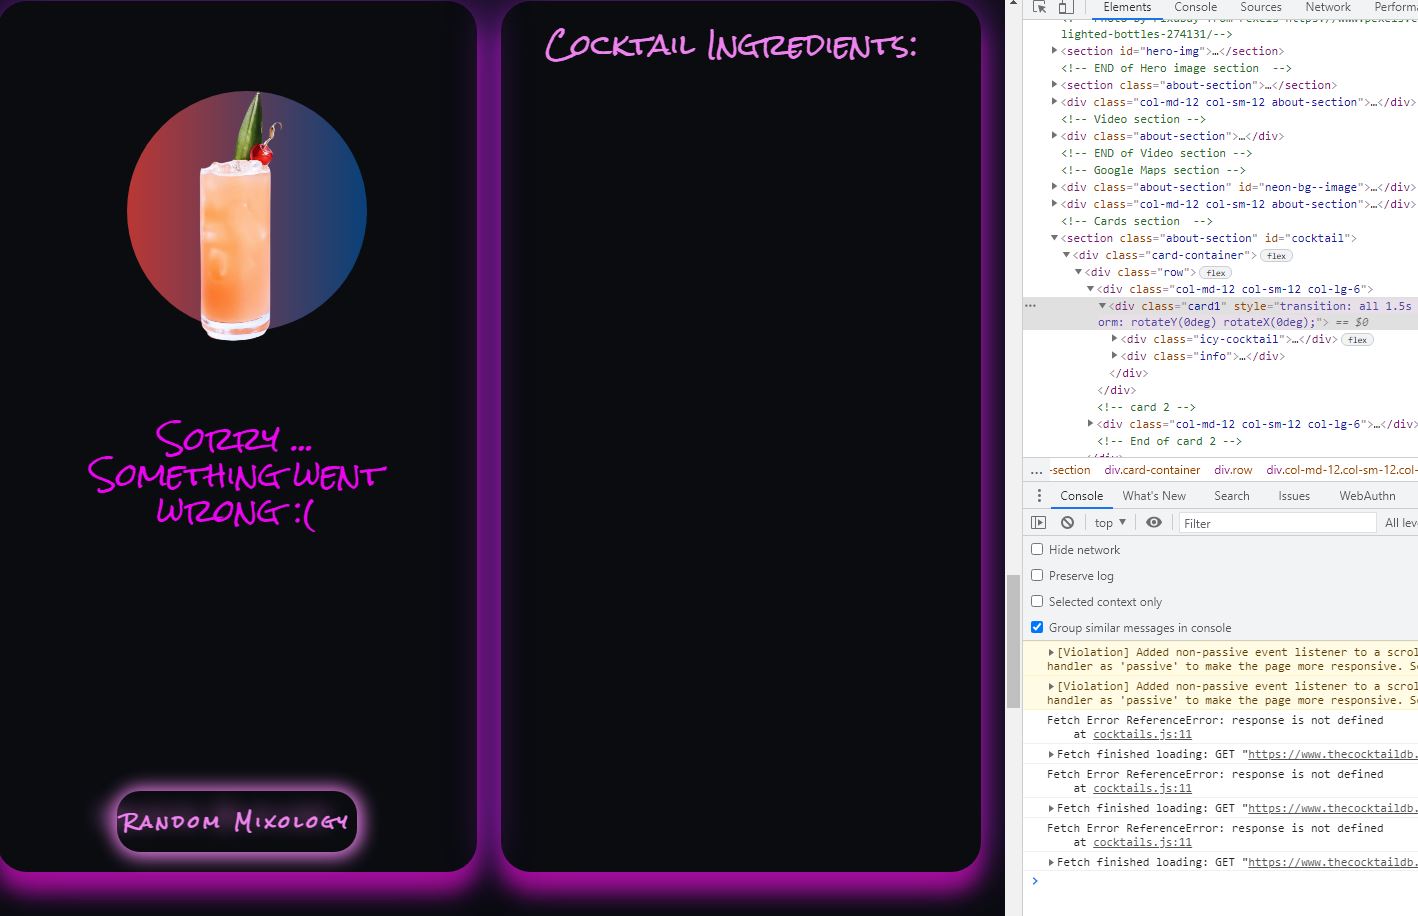 Cocktail Ingredients:
Sorry ...
Something went
wrong :(
Random Mixology
Elements Console Sources Network Performa
lighted-bottles-274131/-->
<section id="hero-img">…</section>
<!-- END of Hero image section  -->
<section class="about-section">…</section>
<div class="col-md-12 col-sm-12 about-section">…</div>
<!-- Video section -->
<div class="about-section">…</div>
<!-- END of Video section -->
<!-- Google Maps section -->
<div class="about-section" id="neon-bg--image">…</div>
<div class="col-md-12 col-sm-12 about-section">…</div>
<!-- Cards section  -->
<section class="about-section" id="cocktail">
<div class="card-container"> flex
<div class="row"> flex
<div class="col-md-12 col-sm-12 col-lg-6">
… <div class="card1" style="transition: all 1.5s
orm: rotateY(0deg) rotateX(0deg);"> == $0
<div class="icy-cocktail">…</div> flex
<div class="info">…</div>
</div>
</div>
<!-- card 2 -->
<div class="col-md-12 col-sm-12 col-lg-6">…</div>
<!-- End of card 2 -->
… -section div.card-container div.row div.col-md-12.col-sm-12.col-
Console What's New Search Issues WebAuthn
top Filter All leve
Hide network
Preserve log
Selected context only
Group similar messages in console
[Violation] Added non-passive event listener to a scrol
handler as 'passive' to make the page more responsive. Se
[Violation] Added non-passive event listener to a scrol
handler as 'passive' to make the page more responsive. Se
Fetch Error ReferenceError: response is not defined
at cocktails.js:11
Fetch finished loading: GET "https://www.thecocktaildb.
Fetch Error ReferenceError: response is not defined
at cocktails.js:11
Fetch finished loading: GET "https://www.thecocktaildb.
Fetch Error ReferenceError: response is not defined
at cocktails.js:11
Fetch finished loading: GET "https://www.thecocktaildb.